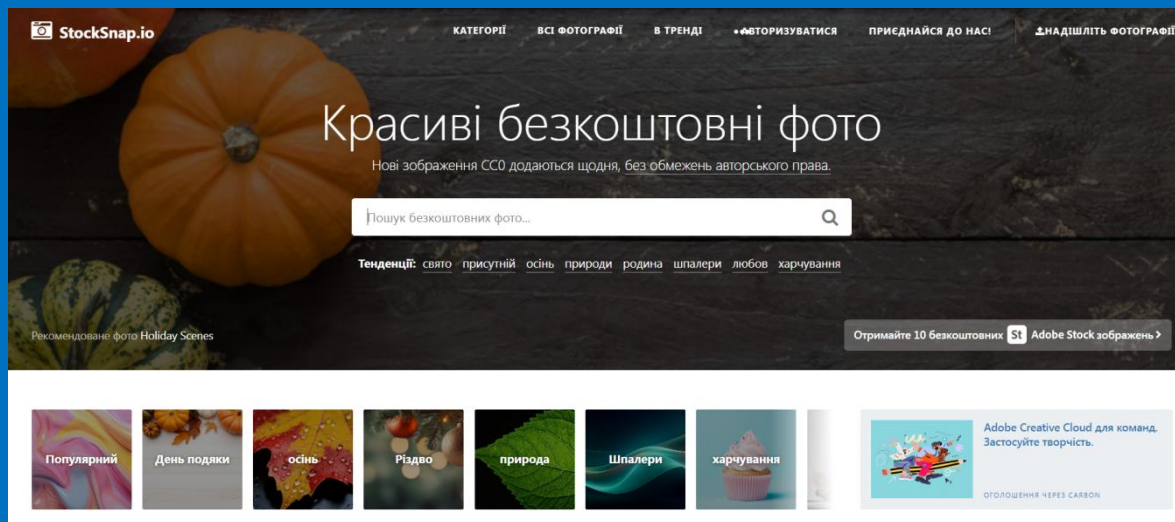 StockSnap.io
КАТЕГОРІЇ ВСІ ФОТОГРАФІЇ В ТРЕНДІ АВТОРИЗУВАТИСЯ ПРИЄДНАЙСЯ ДО НАС! НАДІШЛІТЬ ФОТОГРАФІЇ
Красиві безкоштовні фото
Нові зображення CC0 додаються щодня, без обмежень авторського права.
Пошук безкоштовних фото...
Тенденції: свято присутній осінь природи родина шпалери любов харчування
Рекомендоване фото Holiday Scenes
Отримайте 10 безкоштовних St Adobe Stock зображень >
Популярний День подяки осінь Різдво природа Шпалери харчування
Adobe Creative Cloud для команд.
Застосуйте творчість.
ОГОЛОШЕННЯ ЧЕРЕЗ CARBON